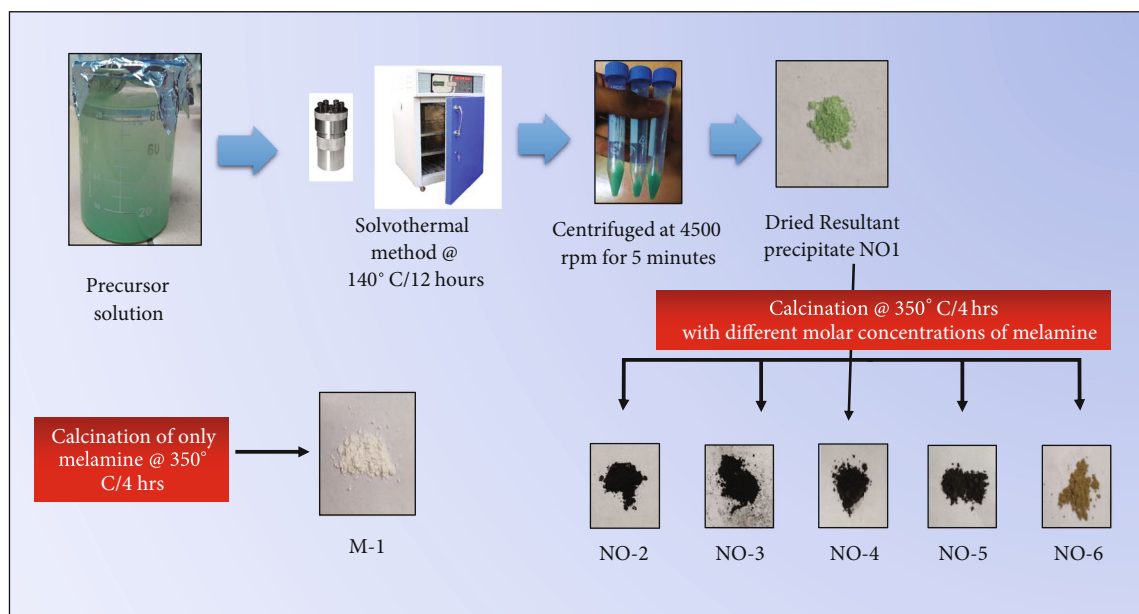 Precursor
solution
Solvothermal
method @
140° C/12 hours
Centrifuged at 4500
rpm for 5 minutes
Dried Resultant
precipitate NO1
Calcination @ 350° C/4 hrs
with different molar concentrations of melamine
Calcination of only
melamine @ 350°
C/4 hrs
M-1
NO-2
NO-3
NO-4
NO-5
NO-6
60
20